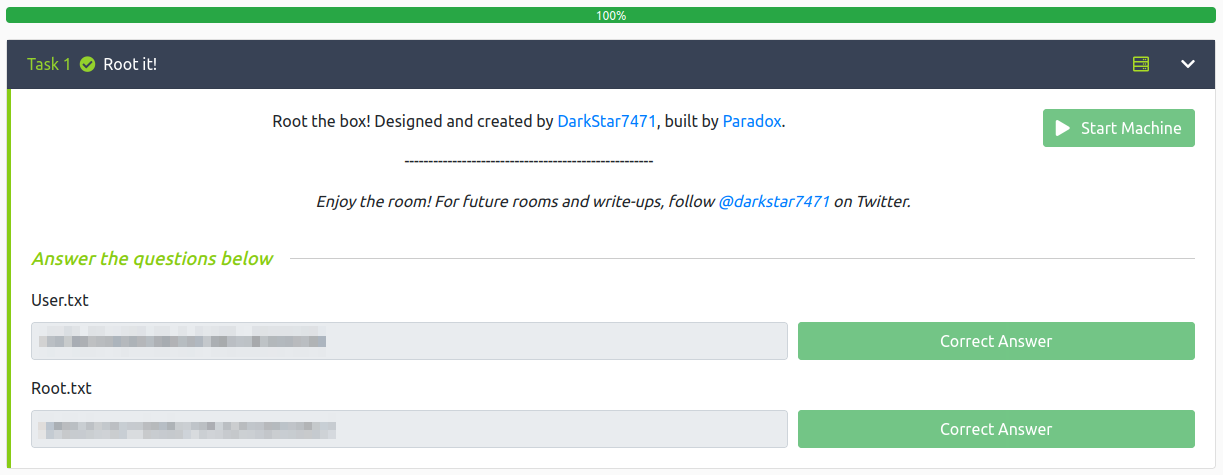 100%
Task 1 Root it!
Root the box! Designed and created by DarkStar7471, built by Paradox.
Start Machine
----------------------------------------------------
Enjoy the room! For future rooms and write-ups, follow @darkstar7471 on Twitter.
Answer the questions below
User.txt
Correct Answer
Root.txt
Correct Answer